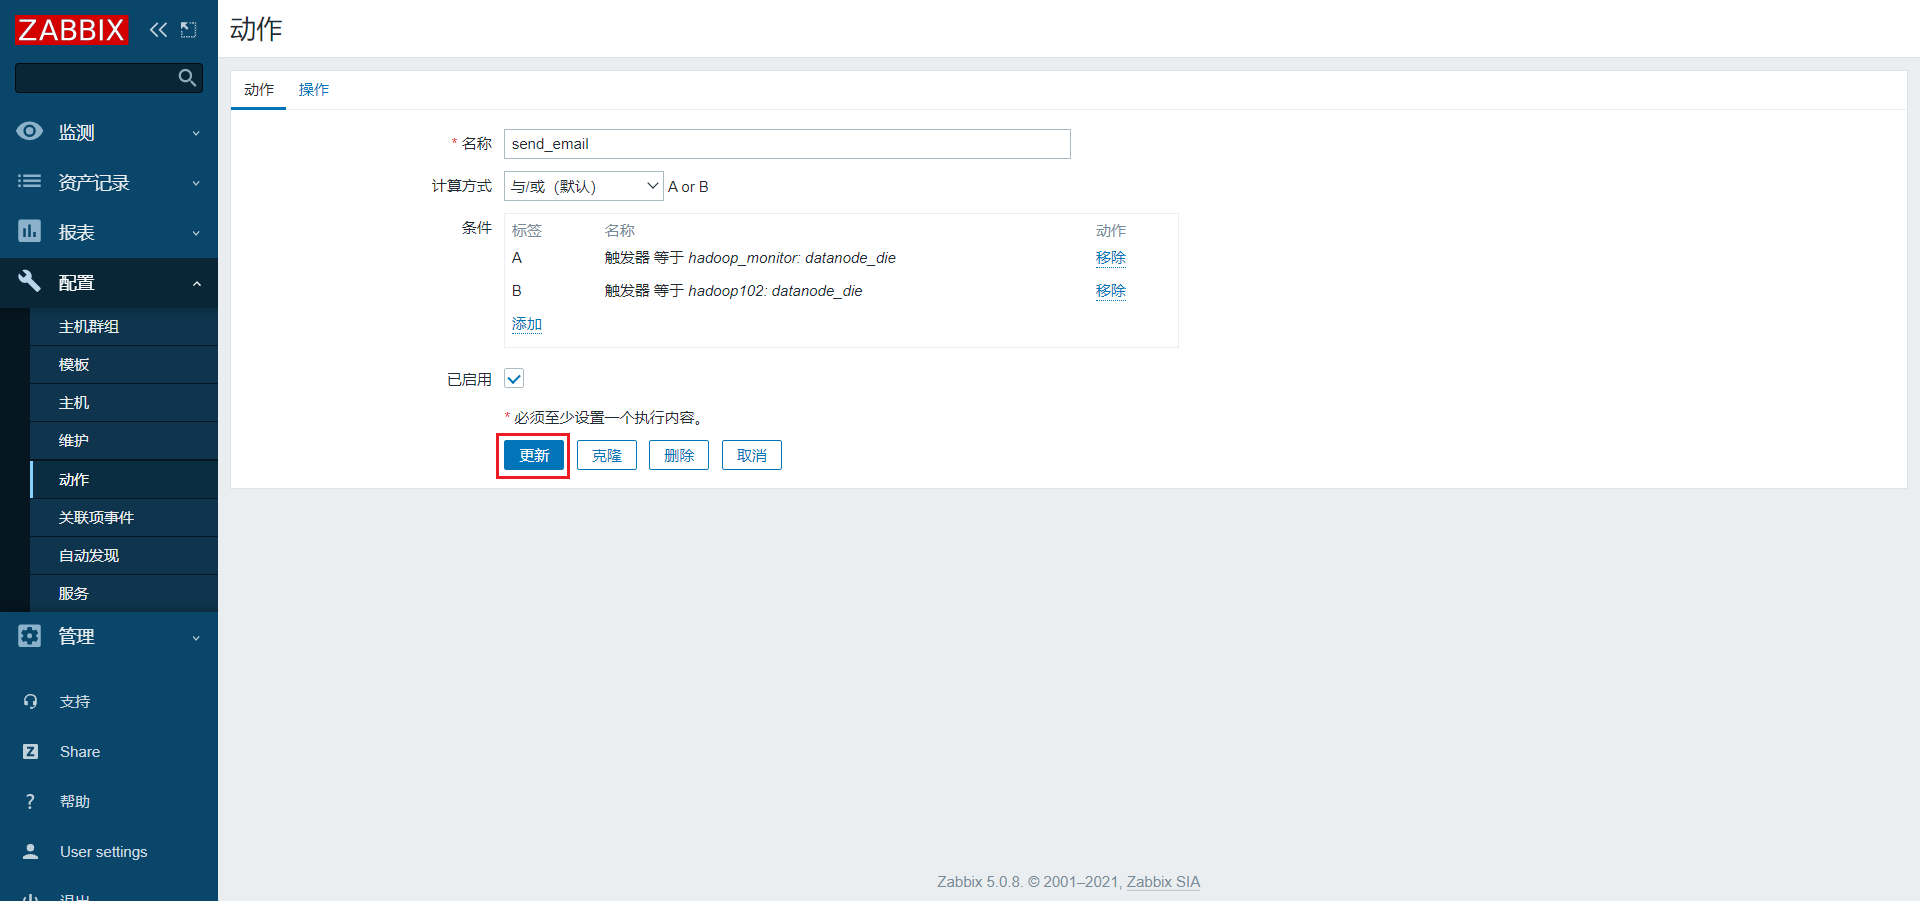 ZABBIX
监测
资产记录
报表
配置
主机群组
模板
主机
维护
动作
关联项事件
自动发现
服务
管理
支持
Share
帮助
User settings
退出
动作
动作 操作
* 名称 send_email
计算方式 与/或（默认） A or B
条件 标签 名称 动作
A 触发器 等于 hadoop_monitor: datanode_die 移除
B 触发器 等于 hadoop102: datanode_die 移除
添加
已启用
* 必须至少设置一个执行内容。
更新 克隆 删除 取消
Zabbix 5.0.8. © 2001–2021, Zabbix SIA